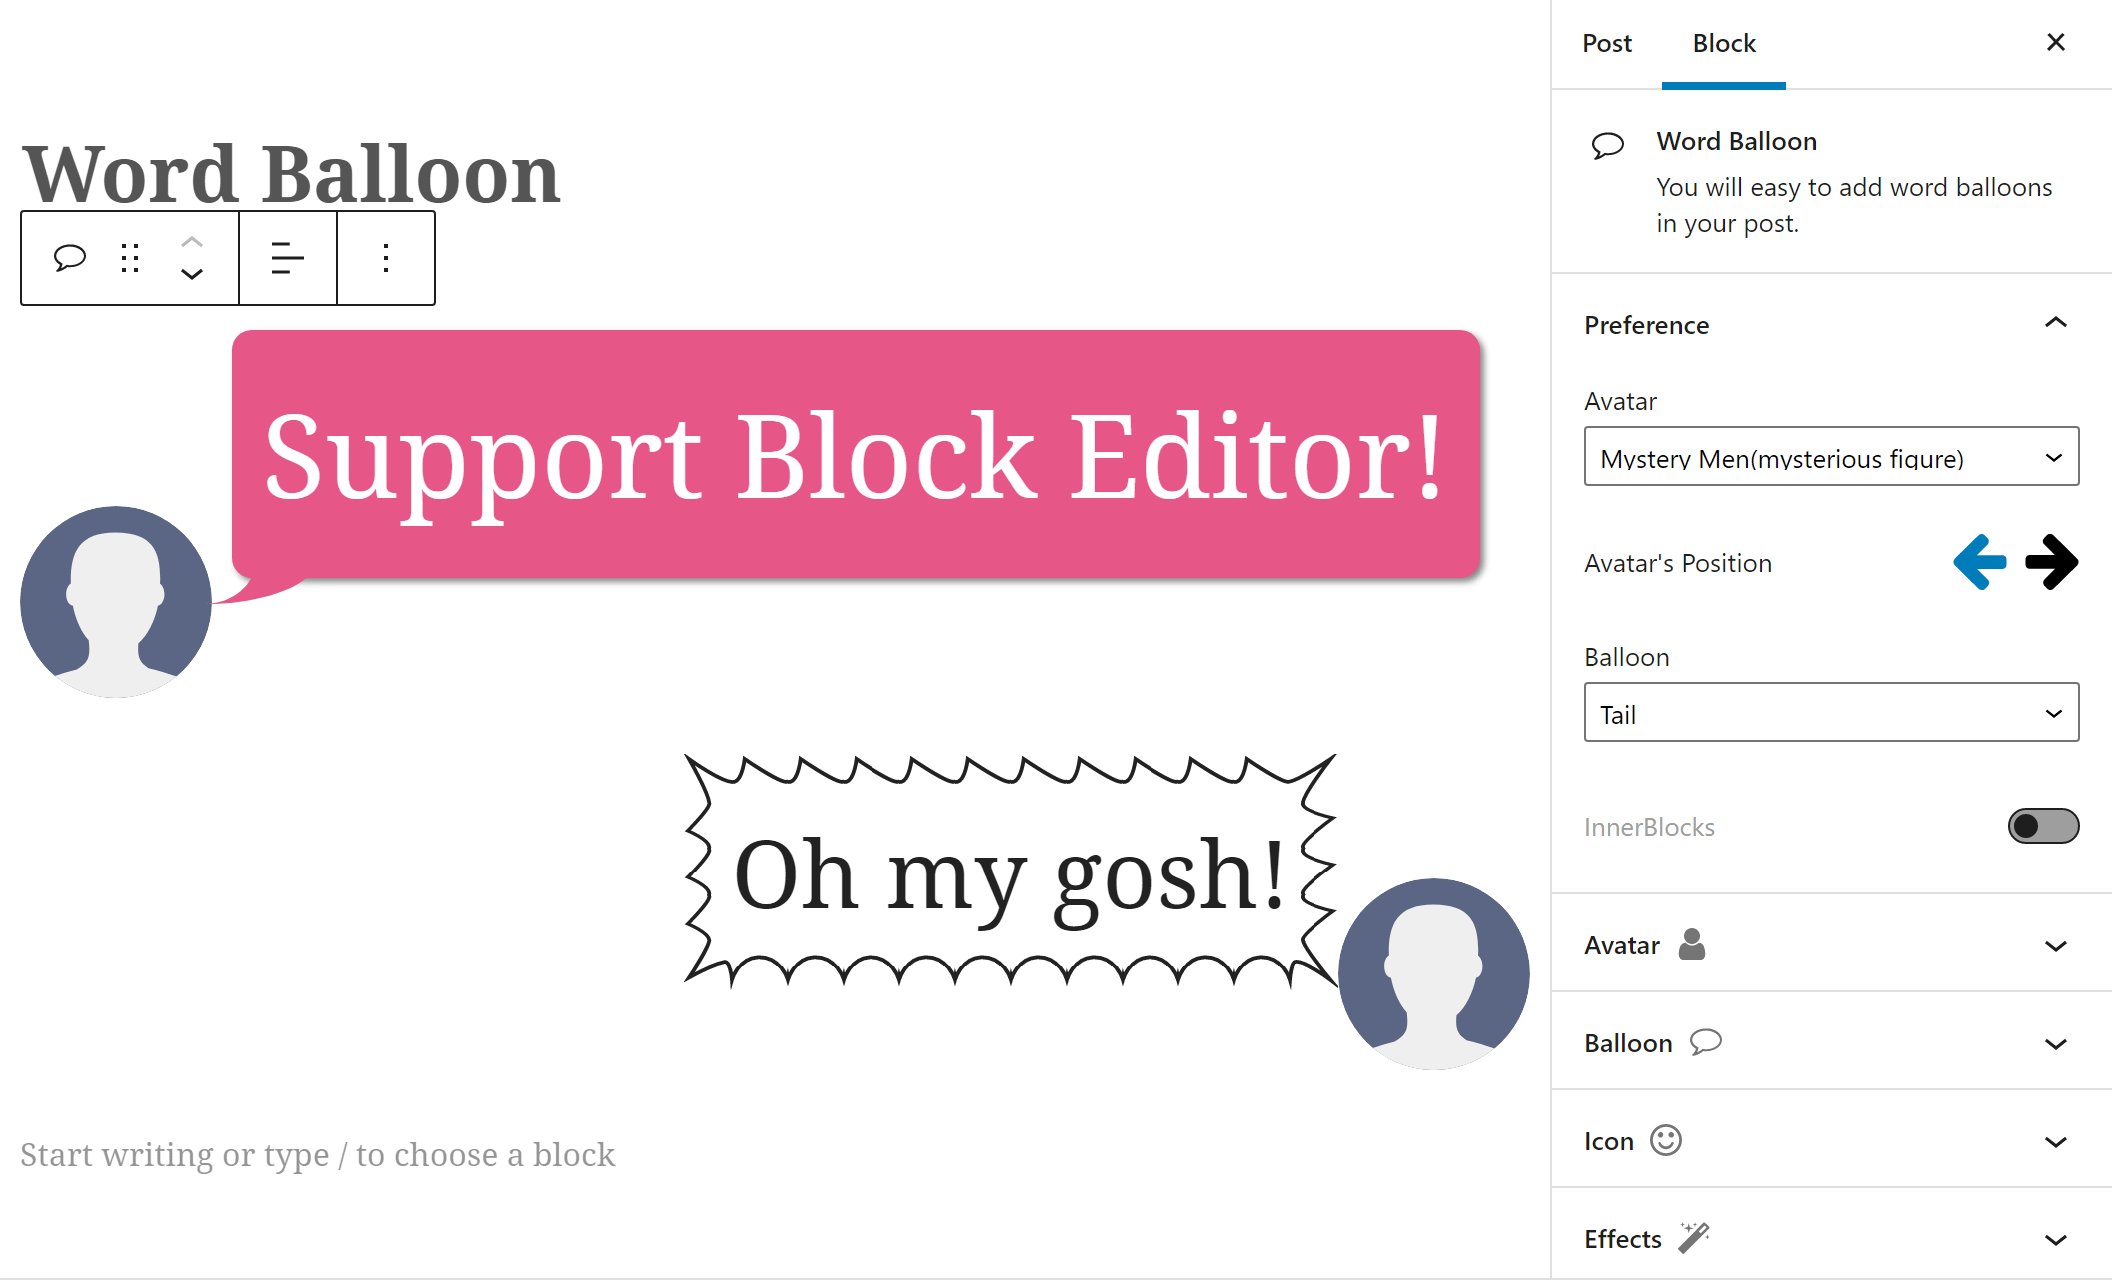 Word Balloon
Support Block Editor!
Oh my gosh!
Start writing or type / to choose a block
Post
Block
Word Balloon
You will easy to add word balloons
in your post.
Preference
Avatar
Mystery Men(mysterious figure)
Avatar's Position
Balloon
Tail
InnerBlocks
Avatar
Balloon
Icon
Effects